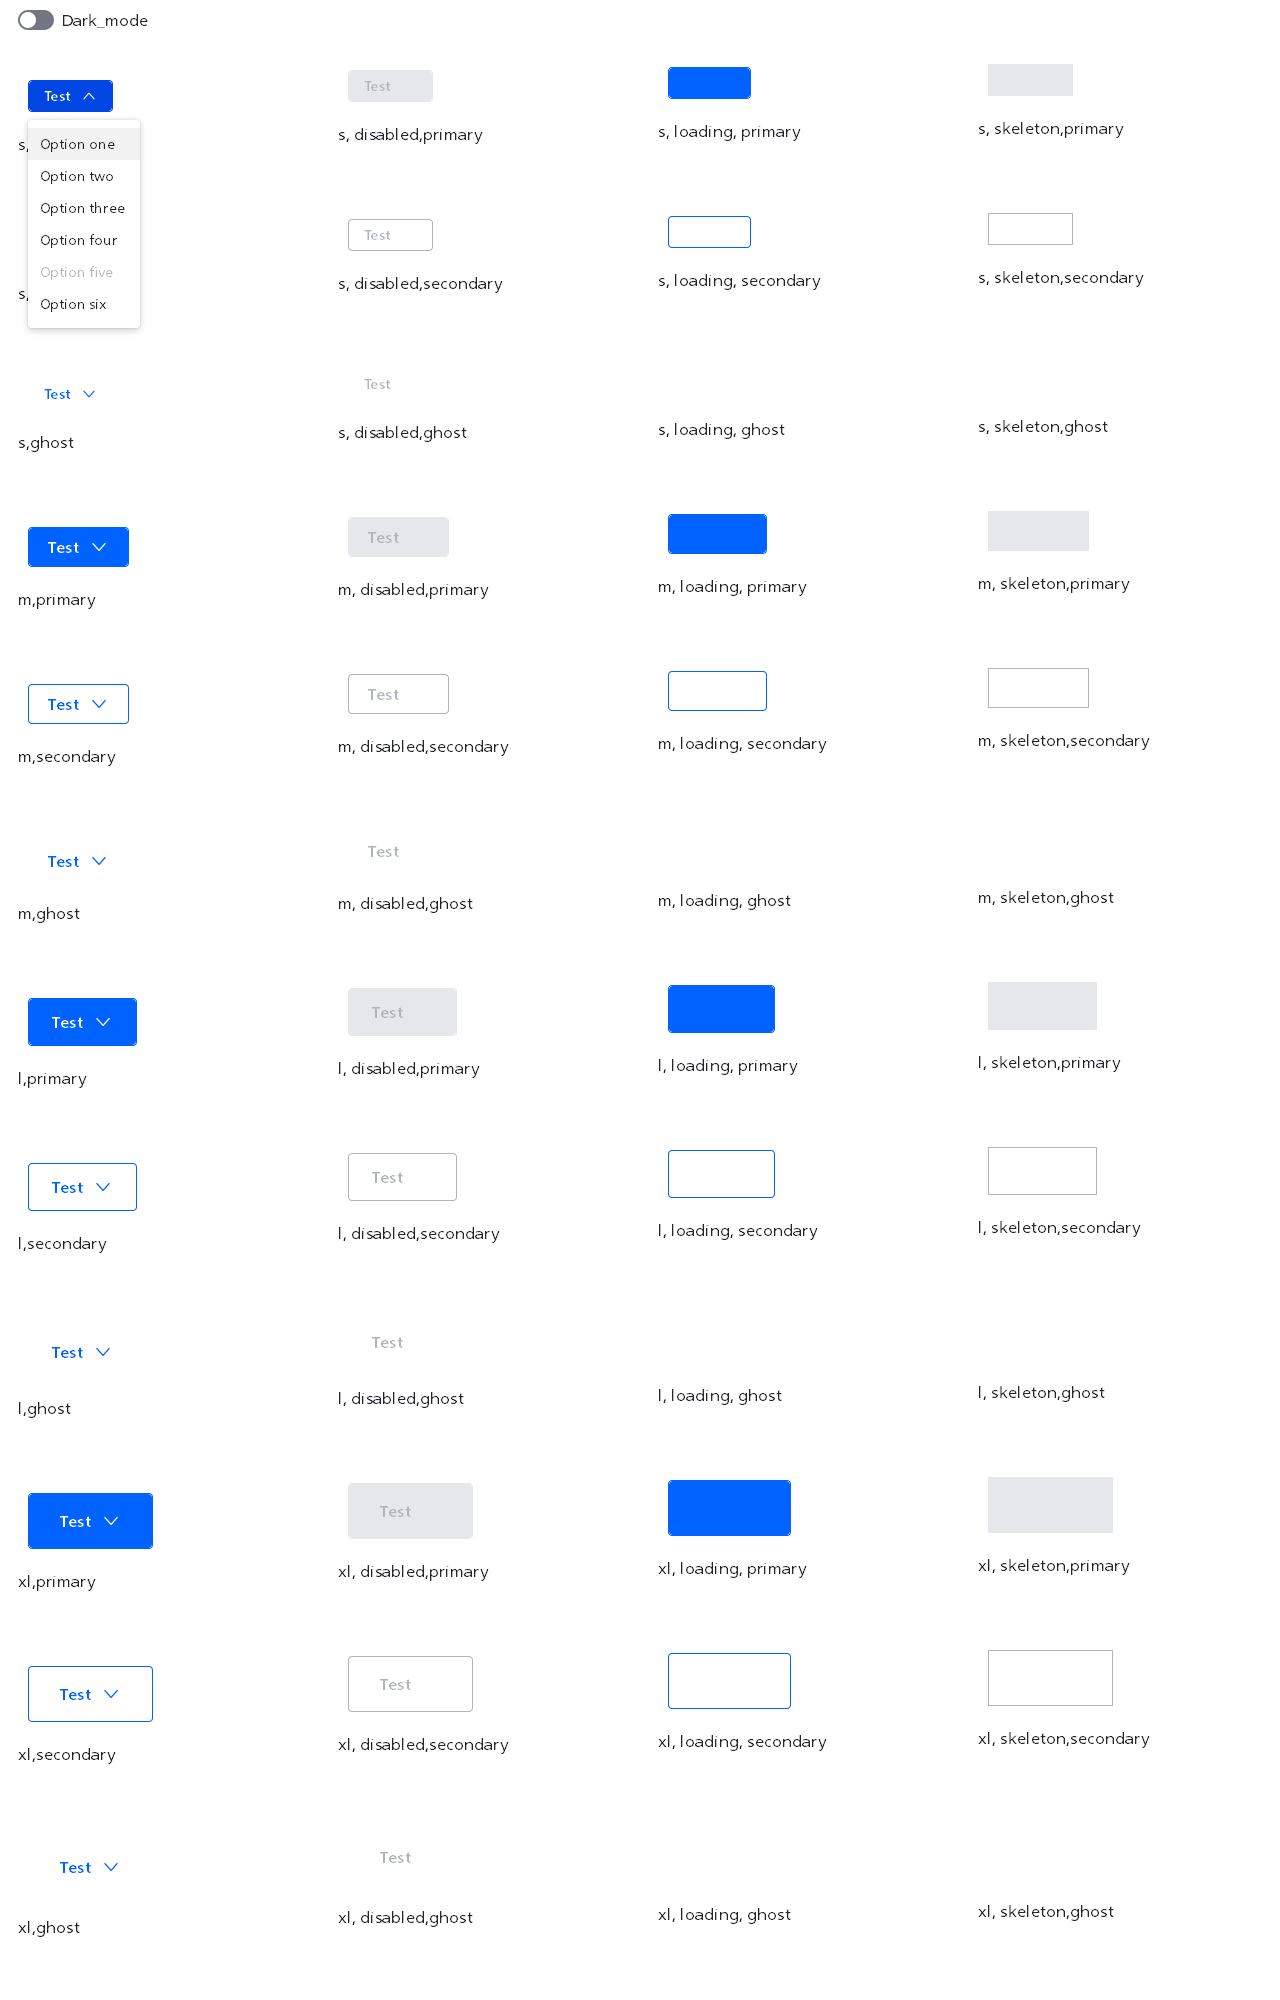 Dark_mode
Test
Test
s, disabled,primary
s, loading, primary
s, skeleton,primary
s,
Option one
Option two
Option three
Option four
Option five
Option six
Test
s, disabled,secondary
s, loading, secondary
s, skeleton,secondary
s,
Test
Test
s,ghost
s, disabled,ghost
s, loading, ghost
s, skeleton,ghost
Test
Test
m,primary
m, disabled,primary
m, loading, primary
m, skeleton,primary
Test
Test
m,secondary
m, disabled,secondary
m, loading, secondary
m, skeleton,secondary
Test
Test
m,ghost
m, disabled,ghost
m, loading, ghost
m, skeleton,ghost
Test
Test
l,primary
l, disabled,primary
l, loading, primary
l, skeleton,primary
Test
Test
l,secondary
l, disabled,secondary
l, loading, secondary
l, skeleton,secondary
Test
Test
l,ghost
l, disabled,ghost
l, loading, ghost
l, skeleton,ghost
Test
Test
xl,primary
xl, disabled,primary
xl, loading, primary
xl, skeleton,primary
Test
Test
xl,secondary
xl, disabled,secondary
xl, loading, secondary
xl, skeleton,secondary
Test
Test
xl,ghost
xl, disabled,ghost
xl, loading, ghost
xl, skeleton,ghost